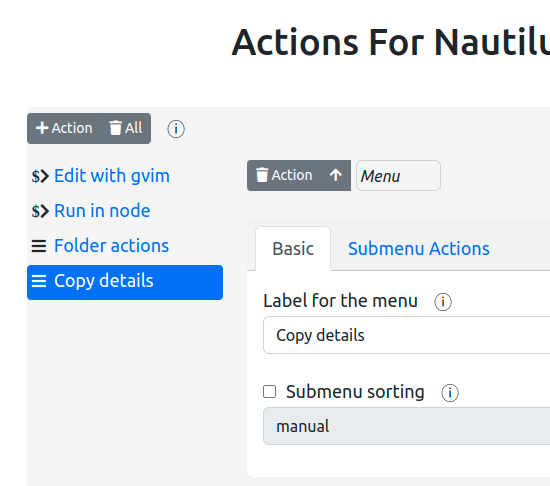 Actions For Nautilu
Action All
$ Edit with gvim
Action Menu
$ Run in node
Folder actions
Copy details
Basic Submenu Actions
Label for the menu
Copy details
Submenu sorting
manual